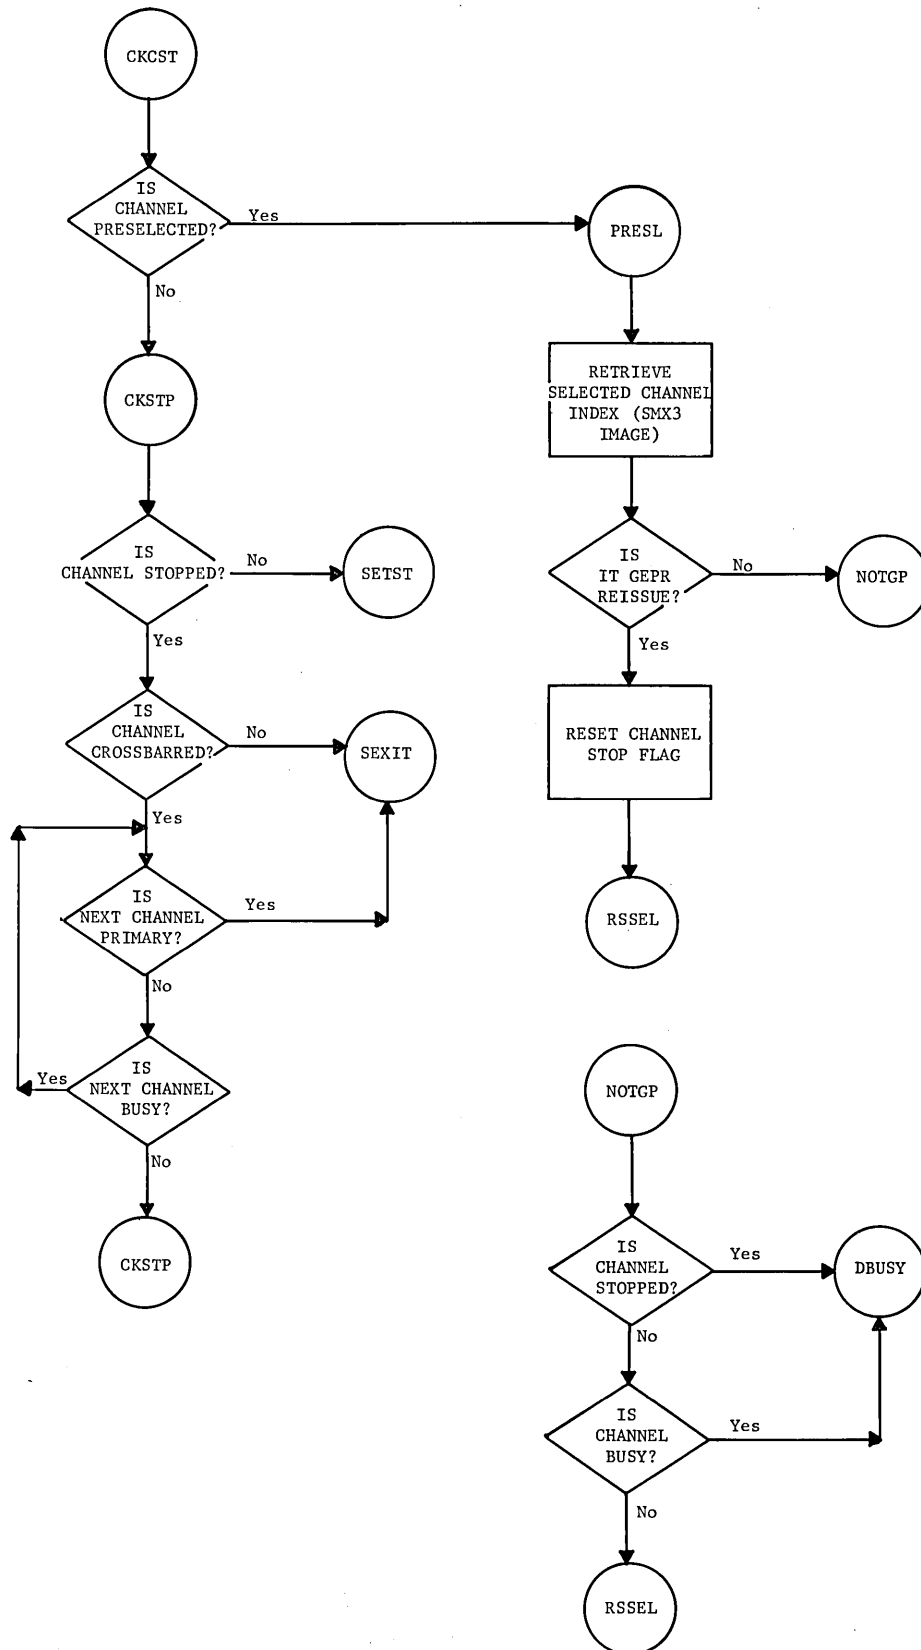 CKCST
IS
CHANNEL
PRESELECTED?
Yes
No
PRESL
RETRIEVE
SELECTED CHANNEL
INDEX (SMX3
IMAGE)
CKSTP
IS
CHANNEL STOPPED?
No
Yes
SETST
IS
IT GEPR
REISSUE?
No
Yes
NOTGP
IS
CHANNEL
CROSSBARRED?
No
Yes
SEXIT
RESET CHANNEL
STOP FLAG
IS
NEXT CHANNEL
PRIMARY?
Yes
No
RSSEL
IS
NEXT CHANNEL
BUSY?
Yes
No
CKSTP
NOTGP
IS
CHANNEL
STOPPED?
Yes
No
DBUSY
IS
CHANNEL
BUSY?
Yes
No
RSSEL